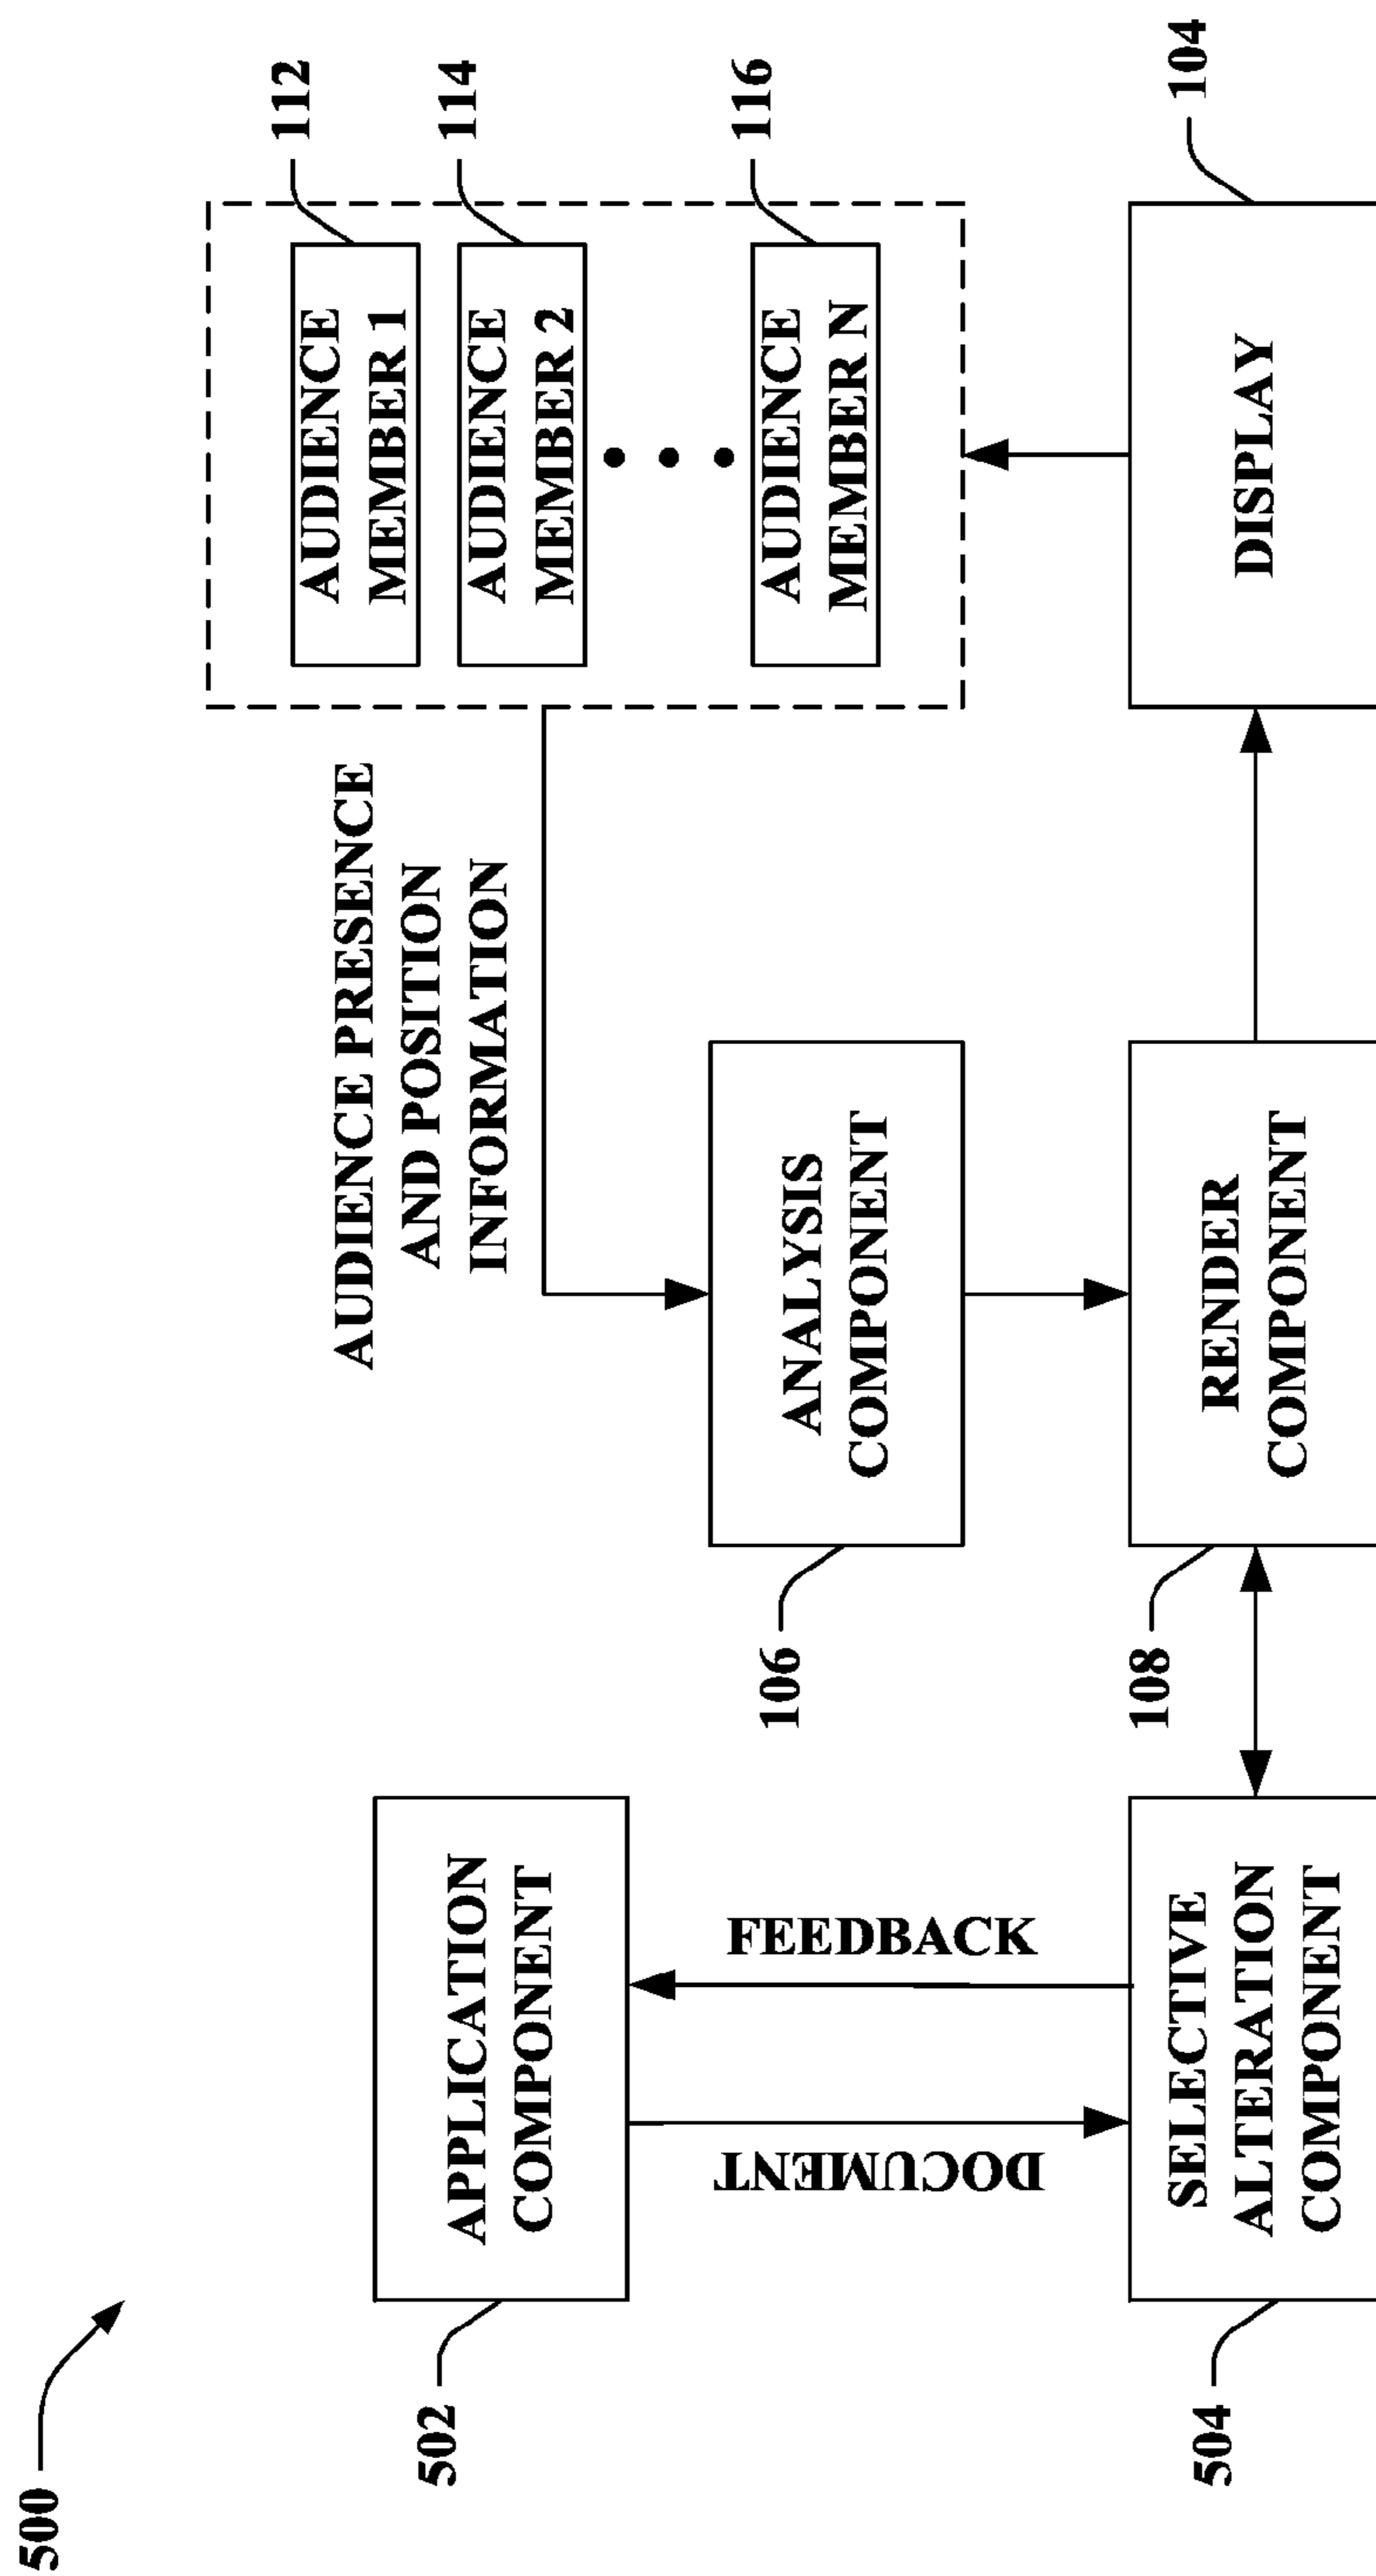 500
502
APPLICATION
COMPONENT
FEEDBACK
DOCUMENT
504
SELECTIVE
ALTERATION
COMPONENT
AUDIENCE PRESENCE
AND POSITION
INFORMATION
106
ANALYSIS
COMPONENT
108
RENDER
COMPONENT
112
AUDIENCE
MEMBER 1
114
AUDIENCE
MEMBER 2
116
AUDIENCE
MEMBER N
104
DISPLAY